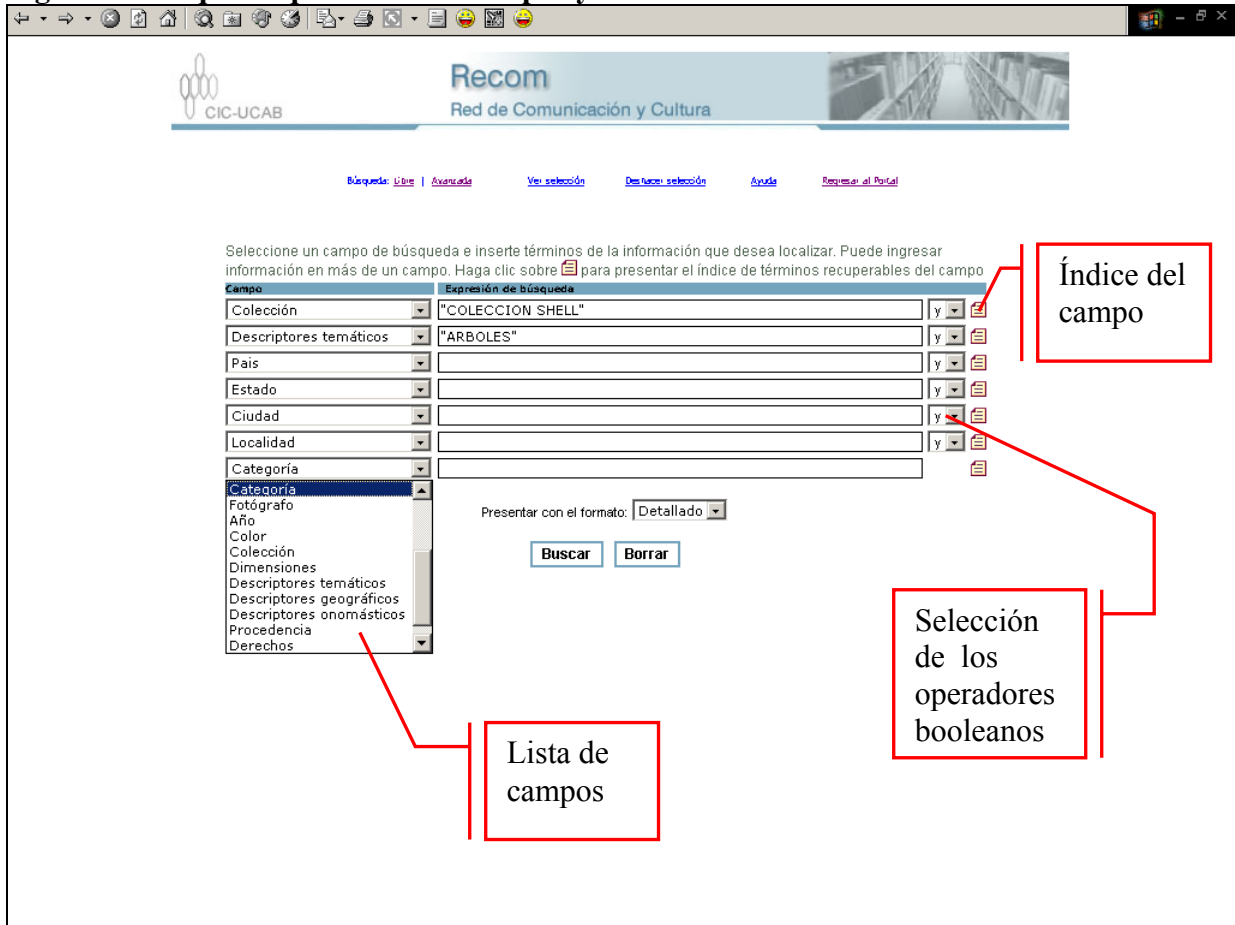 Recom
CIC-UCAB
Red de Comunicación y Cultura
Búsqueda: Libre | Avanzada Ver selección Deshacer selección Ayuda Regresar al Portal
Seleccione un campo de búsqueda e inserte términos de la información que desea localizar. Puede ingresar
información en más de un campo. Haga clic sobre para presentar el índice de términos recuperables del campo
Campo Expresión de búsqueda
Colección "COLECCION SHELL" y
Descriptores temáticos "ARBOLES" y
Pais y
Estado y
Ciudad y
Localidad y
Categoría
Categoría
Fotógrafo
Año
Color
Colección
Dimensiones
Descriptores temáticos
Descriptores geográficos
Descriptores onomásticos
Procedencia
Derechos
Presentar con el formato: Detallado
Buscar Borrar
Índice del
campo
Selección
de los
operadores
booleanos
Lista de
campos